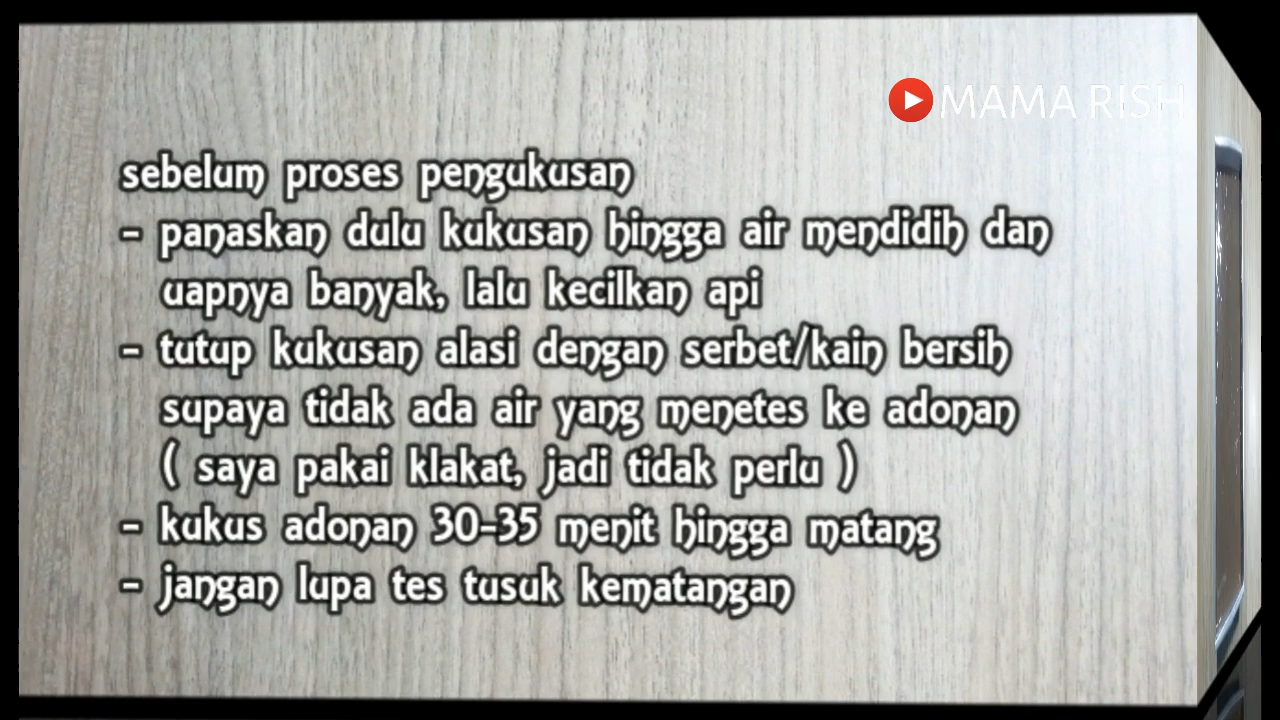 MAMA RISH
sebelum proses pengukusan
- panaskan dulu kukusan hingga air mendidih dan
uapnya banyak, lalu kecilkan api
- tutup kukusan alasi dengan serbet/kain bersih
supaya tidak ada air yang menetes ke adonan
( saya pakai klakat, jadi tidak perlu )
- kukus adonan 30-35 menit hingga matang
- jangan lupa tes tusuk kematangan